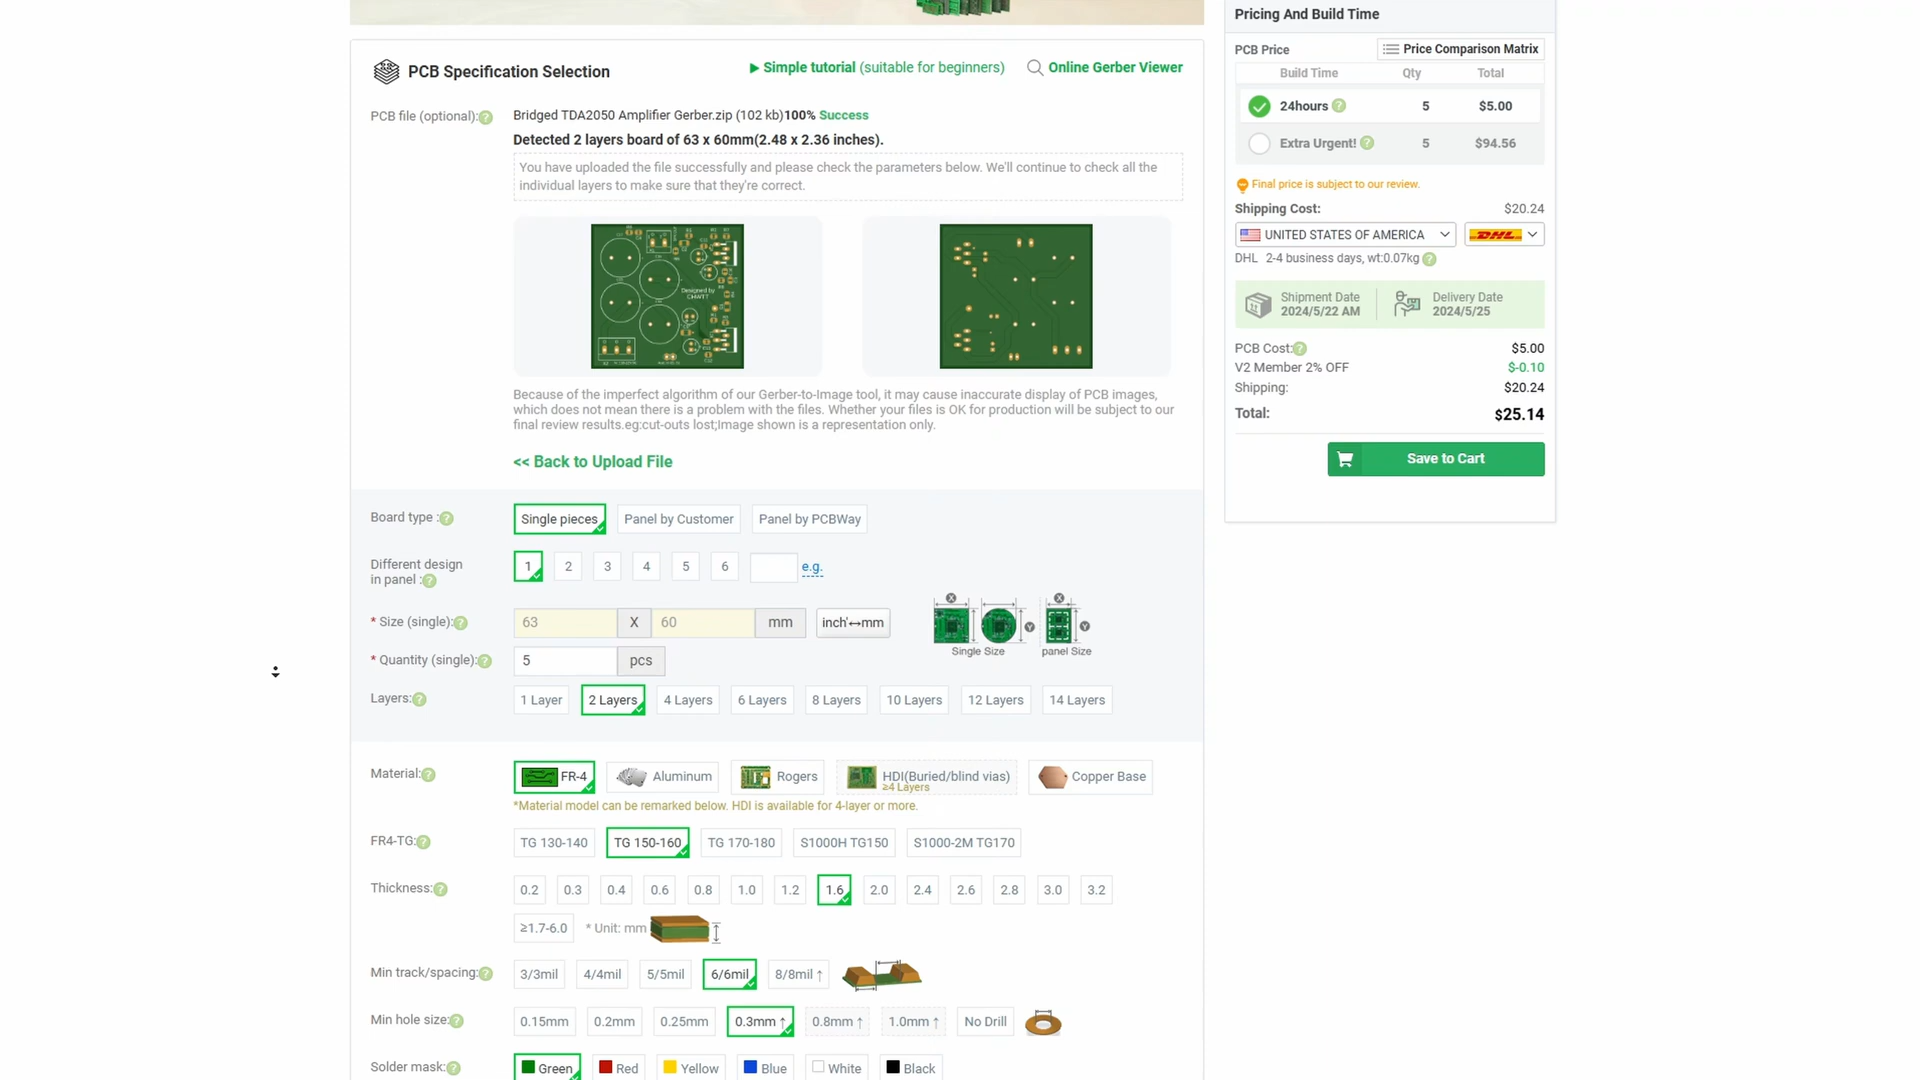 PCB Specification Selection
Simple tutorial (suitable for beginners)
Online Gerber Viewer
PCB file (optional):
Bridged TDA2050 Amplifier Gerber.zip (102 kb)100% Success
Detected 2 layers board of 63 x 60mm(2.48 x 2.36 inches).
You have uploaded the file successfully and please check the parameters below. We'll continue to check all the
individual layers to make sure that they're correct.
Designed by
Because of the imperfect algorithm of our Gerber-to-Image tool, it may cause inaccurate display of PCB images,
which does not mean there is a problem with the files. Whether your files is OK for production will be subject to our
final review results.eg:cut-outs lost;Image shown is a representation only.
<< Back to Upload File
Board type :
Single pieces
Panel by Customer
Panel by PCBWay
Different design
in panel :
1 2 3 4 5 6 e.g.
* Size (single):
63 X 60 mm inch'↔mm
X X Y Y
Single Size panel Size
* Quantity (single):
5 pcs
Layers:
1 Layer 2 Layers 4 Layers 6 Layers 8 Layers 10 Layers 12 Layers 14 Layers
Material:
FR-4 Aluminum Rogers HDI(Buried/blind vias) Copper Base
≥4 Layers
*Material model can be remarked below. HDI is available for 4-layer or more.
FR4-TG:
TG 130-140 TG 150-160 TG 170-180 S1000H TG150 S1000-2M TG170
Thickness:
0.2 0.3 0.4 0.6 0.8 1.0 1.2 1.6 2.0 2.4 2.6 2.8 3.0 3.2
≥1.7-6.0 * Unit: mm
Min track/spacing:
3/3mil 4/4mil 5/5mil 6/6mil 8/8mil ↑
Min hole size:
0.15mm 0.2mm 0.25mm 0.3mm ↑ 0.8mm ↑ 1.0mm ↑ No Drill
Solder mask:
Green Red Yellow Blue White Black
Pricing And Build Time
PCB Price
Price Comparison Matrix
Build Time Qty Total
24hours 5 $5.00
Extra Urgent! 5 $94.56
Final price is subject to our review.
Shipping Cost: $20.24
UNITED STATES OF AMERICA DHL
DHL 2-4 business days, wt:0.07kg
Shipment Date
2024/5/22 AM
Delivery Date
2024/5/25
PCB Cost: $5.00
V2 Member 2% OFF $-0.10
Shipping: $20.24
Total: $25.14
Save to Cart